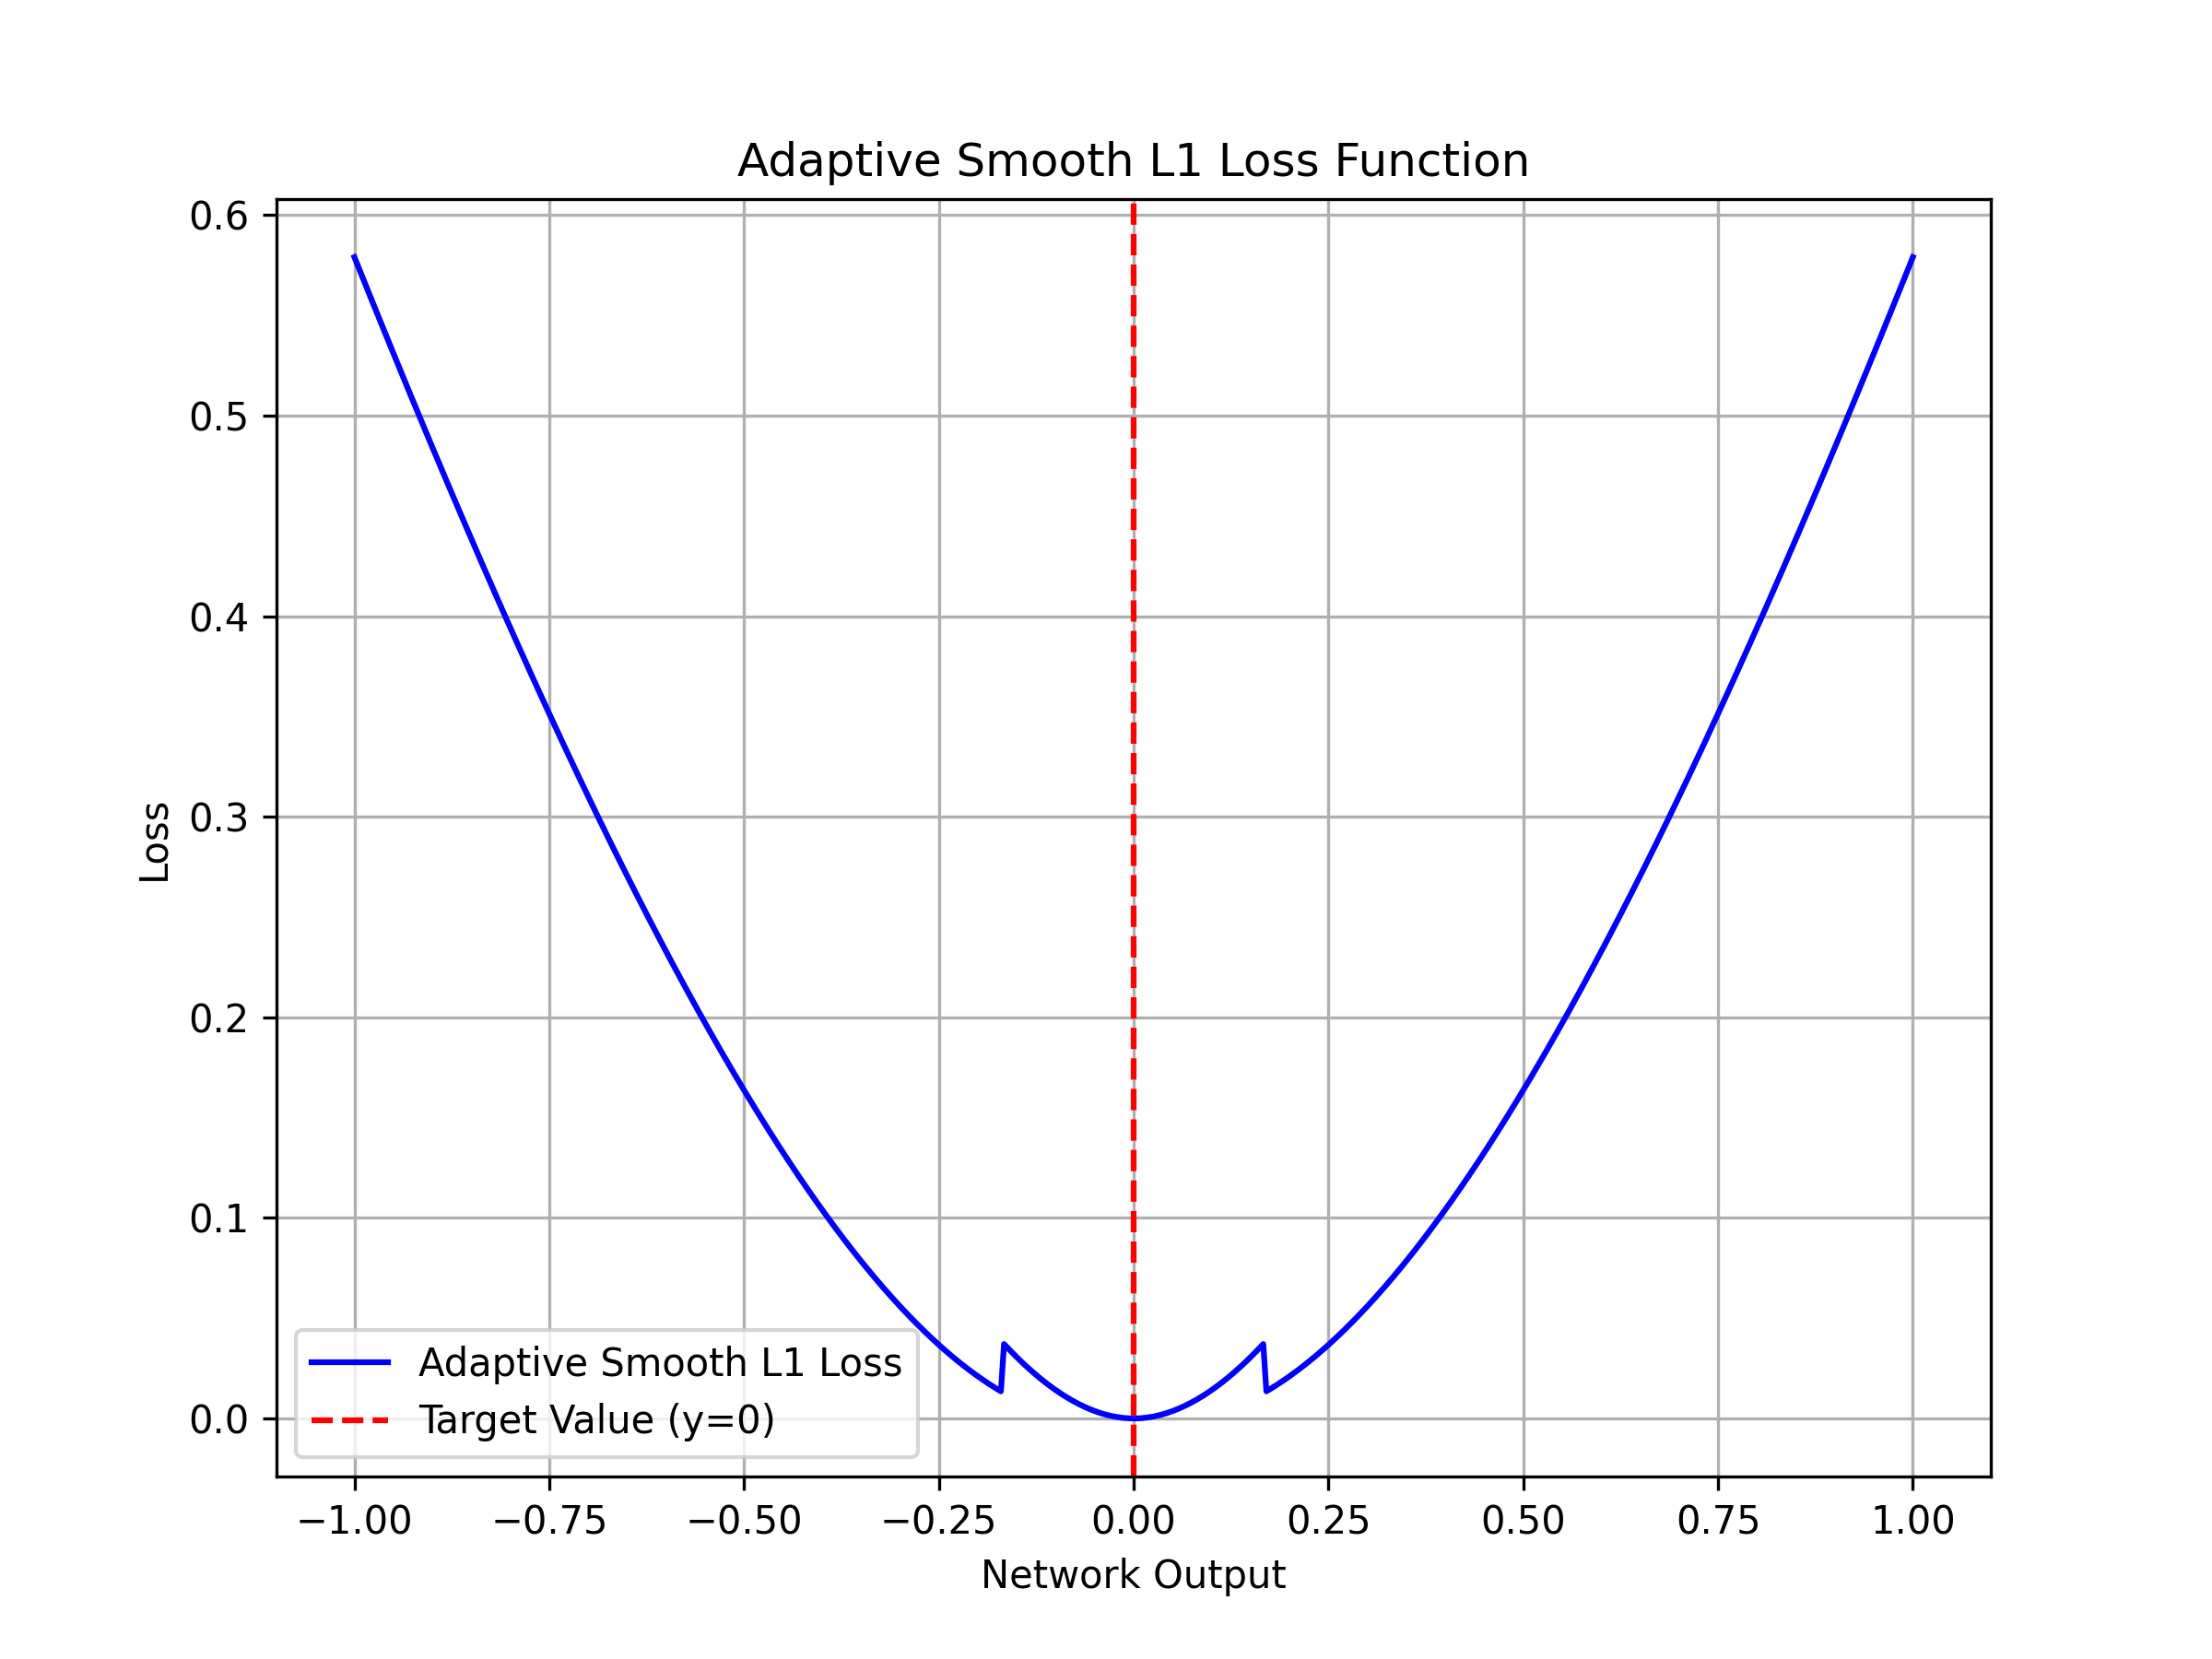 Adaptive Smooth L1 Loss Function
0.6
0.5
0.4
0.3
0.2
0.1
0.0
Loss
Adaptive Smooth L1 Loss
Target Value (y=0)
−1.00 −0.75 −0.50 −0.25 0.00 0.25 0.50 0.75 1.00
Network Output